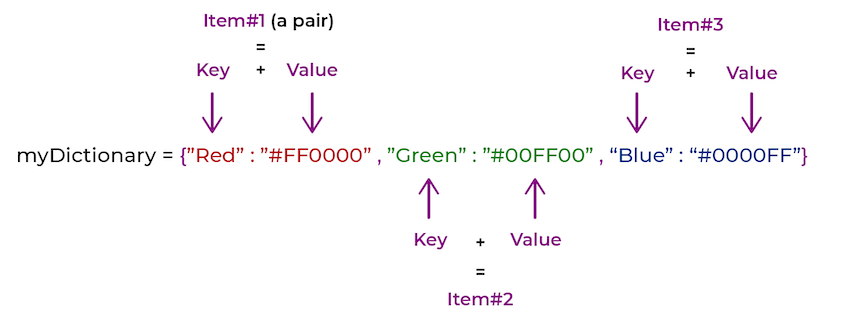 Item#1 (a pair)
=
Key + Value
Item#3
=
Key + Value
myDictionary = {”Red” : ”#FF0000” , ”Green” : ”#00FF00” , “Blue” : “#0000FF”}
Key + Value
=
Item#2